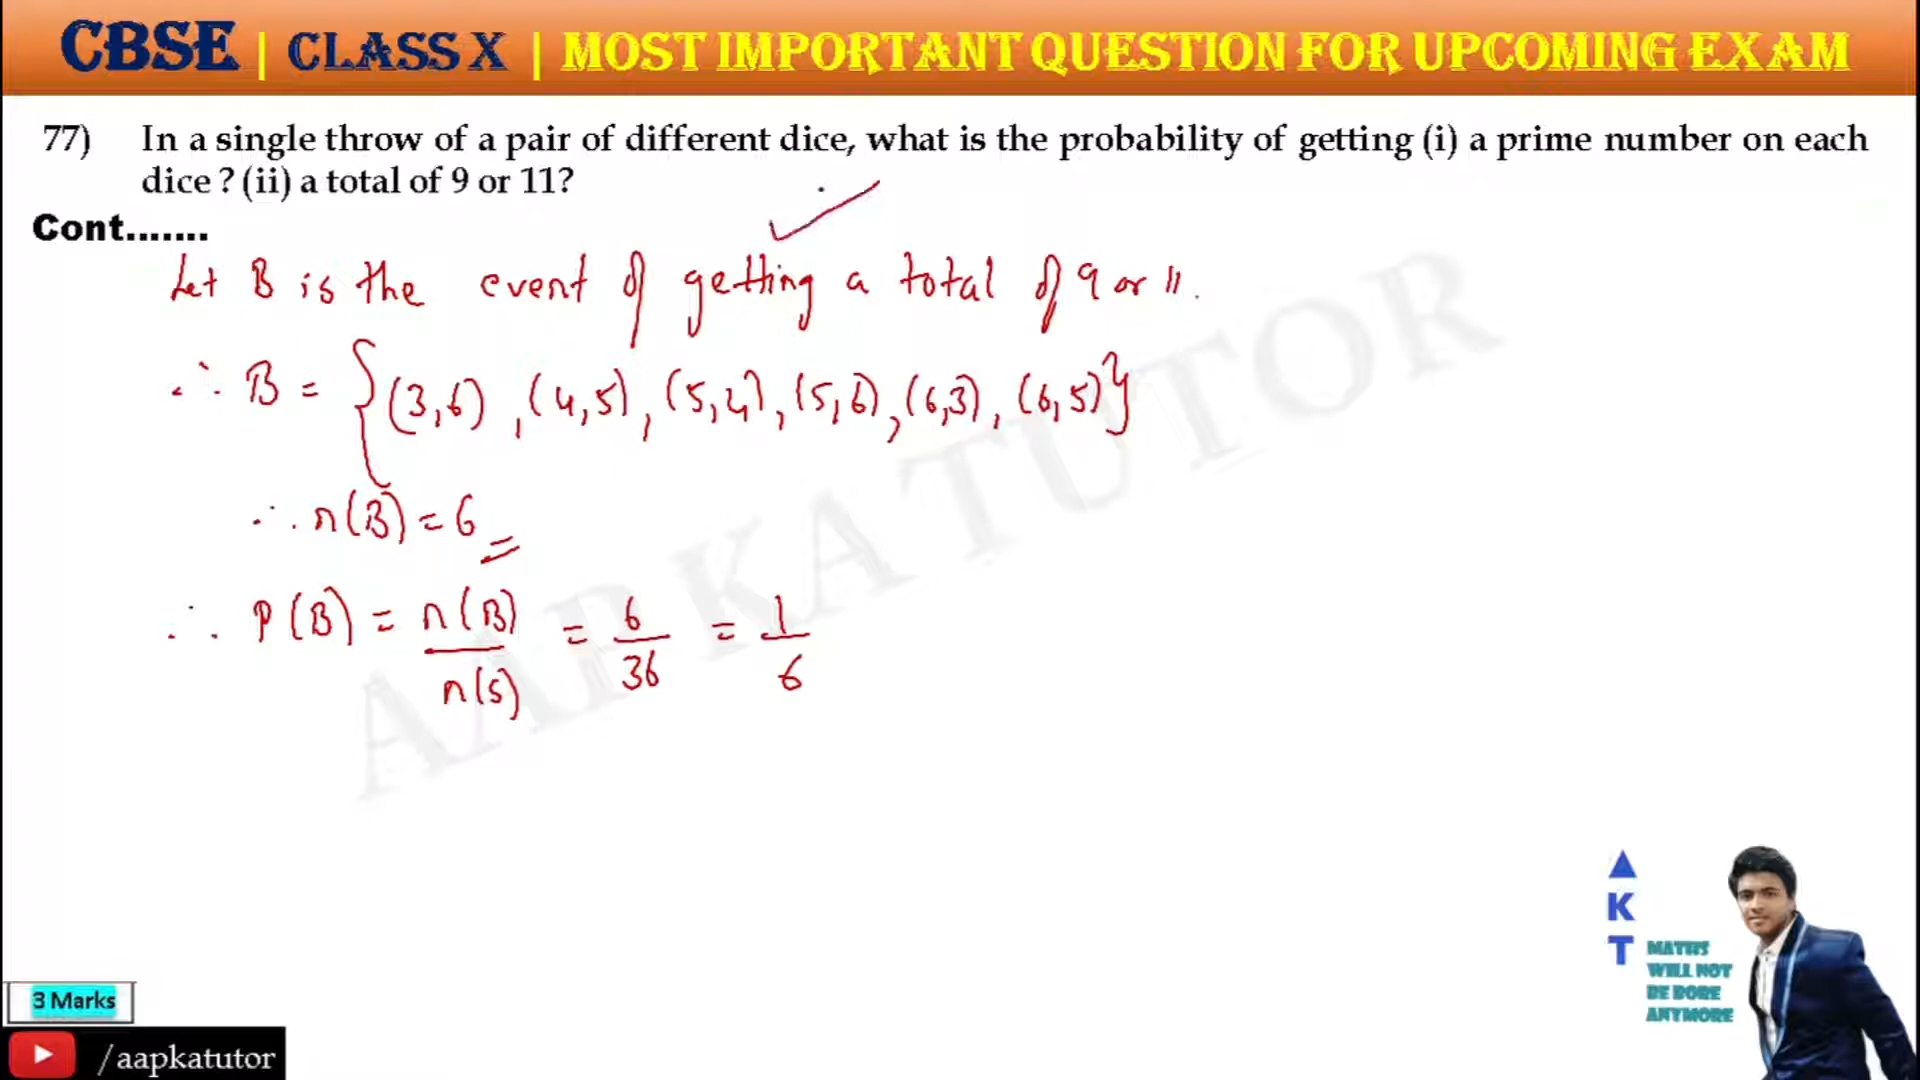 CBSE | CLASS X | MOST IMPORTANT QUESTION FOR UPCOMING EXAM
77) In a single throw of a pair of different dice, what is the probability of getting (i) a prime number on each
dice ? (ii) a total of 9 or 11?
Cont.......
Let B is the event of getting a total of 9 or 11.
∴ B = {(3,6), (4,5), (5,4), (5,6), (6,3), (6,5)}
∴ n(B) = 6
∴ P(B) = n(B)/n(S) = 6/36 = 1/6
AAPKATUTOR
AKT
MATHS
WILL NOT
BE BORE
ANYMORE
3 Marks
/aapkatutor